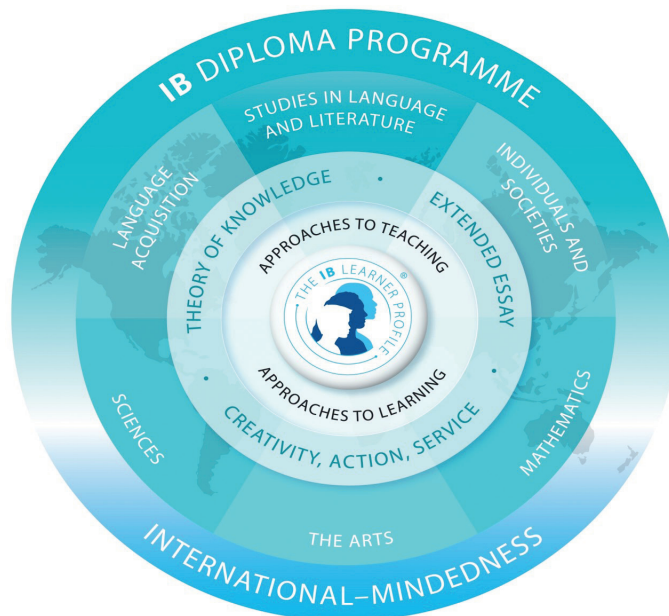 IB DIPLOMA PROGRAMME
STUDIES IN LANGUAGE
AND LITERATURE
LANGUAGE
ACQUISITION
INDIVIDUALS AND
SOCIETIES
THEORY OF KNOWLEDGE
EXTENDED ESSAY
APPROACHES TO TEACHING
THE IB LEARNER PROFILE
®
APPROACHES TO LEARNING
CREATIVITY, ACTION, SERVICE
SCIENCES
MATHEMATICS
THE ARTS
INTERNATIONAL–MINDEDNESS